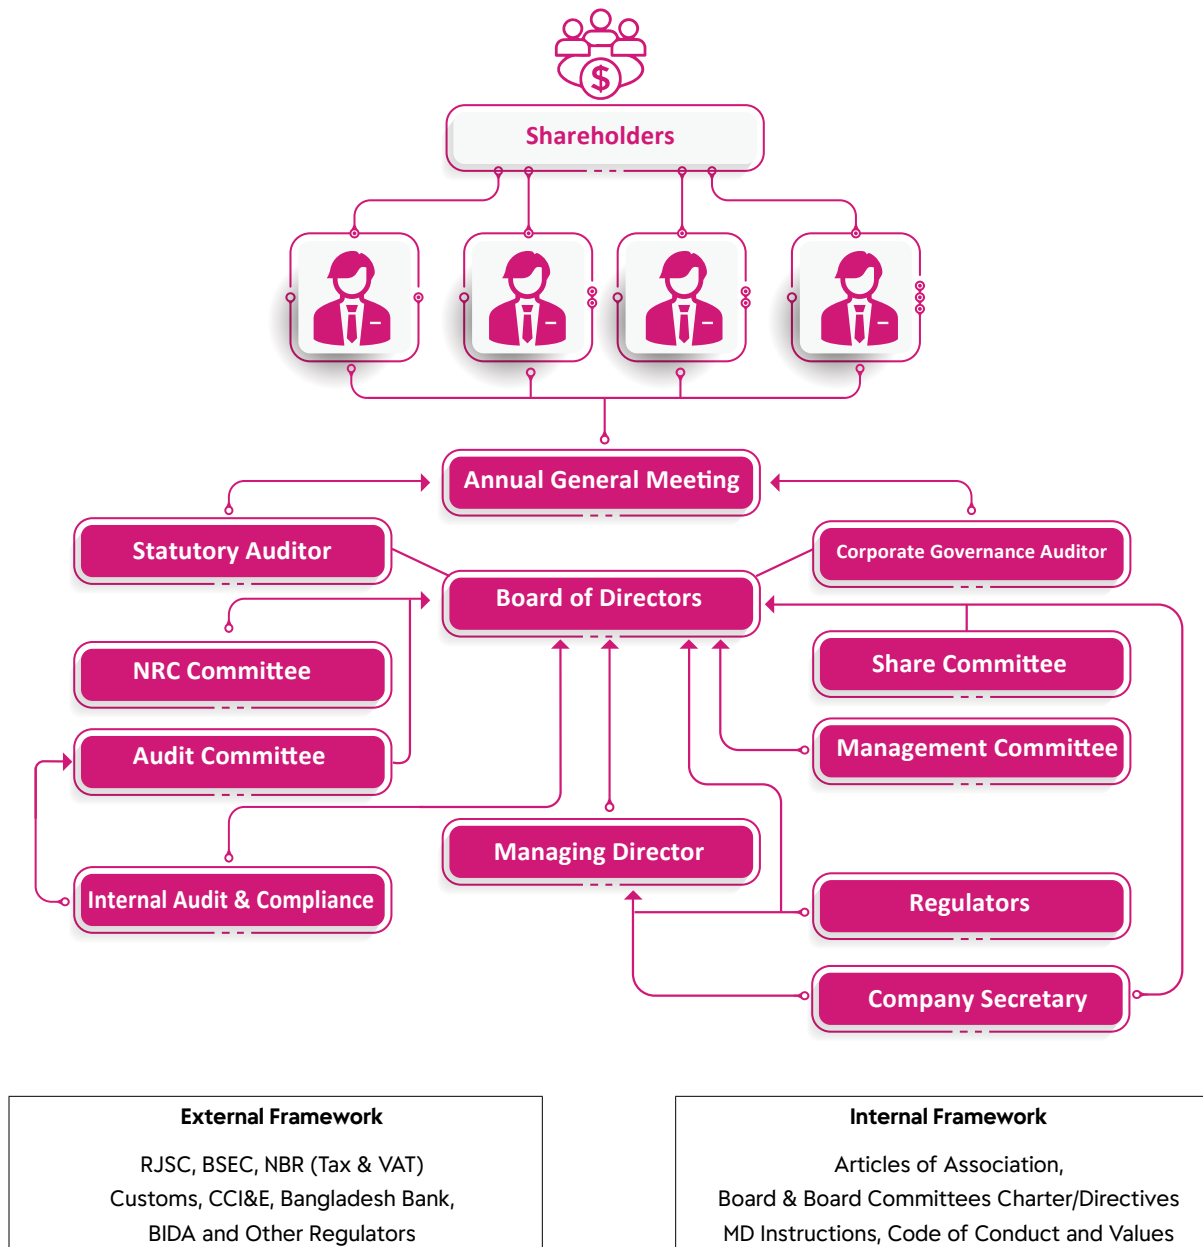 $
Shareholders
Annual General Meeting
Statutory Auditor
Corporate Governance Auditor
Board of Directors
NRC Committee
Share Committee
Audit Committee
Management Committee
Managing Director
Internal Audit & Compliance
Regulators
Company Secretary
External Framework
RJSC, BSEC, NBR (Tax & VAT)
Customs, CCI&E, Bangladesh Bank,
BIDA and Other Regulators
Internal Framework
Articles of Association,
Board & Board Committees Charter/Directives
MD Instructions, Code of Conduct and Values